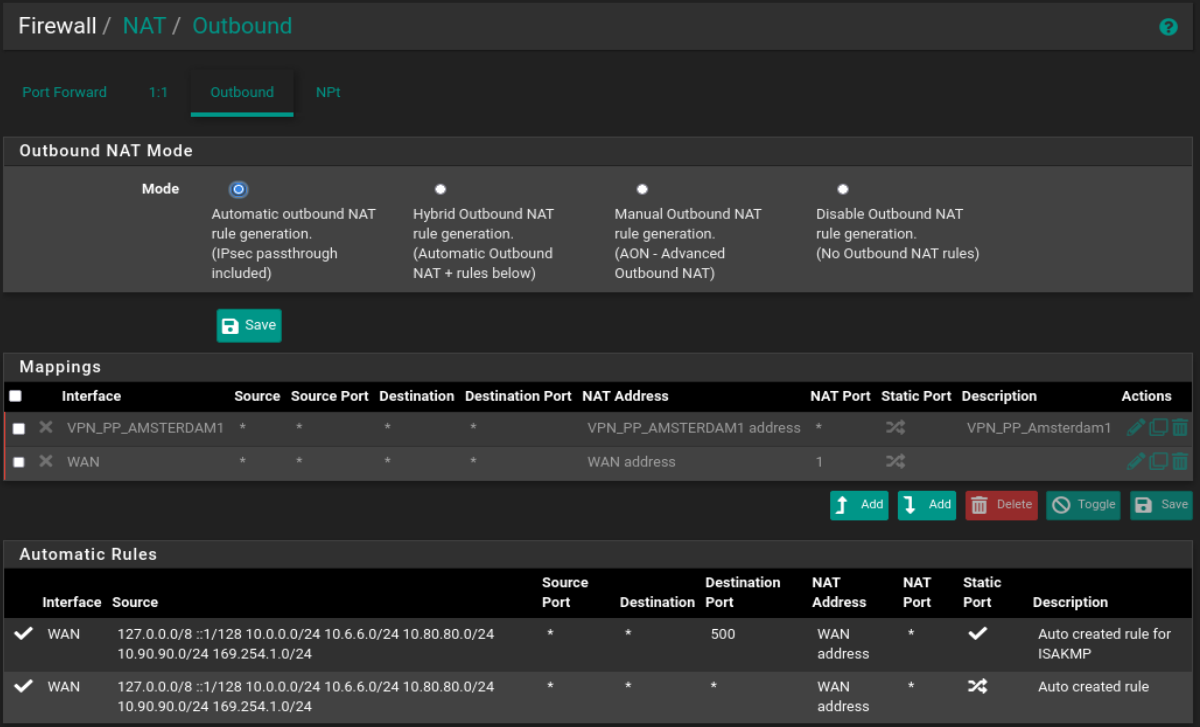 Firewall / NAT / Outbound
Port Forward 1:1 Outbound NPt
Outbound NAT Mode
Mode
Automatic outbound NAT
rule generation.
(IPsec passthrough
included)
Hybrid Outbound NAT
rule generation.
(Automatic Outbound
NAT + rules below)
Manual Outbound NAT
rule generation.
(AON - Advanced
Outbound NAT)
Disable Outbound NAT
rule generation.
(No Outbound NAT rules)
Save
Mappings
Interface Source Source Port Destination Destination Port NAT Address NAT Port Static Port Description Actions
VPN_PP_AMSTERDAM1 * * * * VPN_PP_AMSTERDAM1 address * VPN_PP_Amsterdam1
WAN * * * * WAN address 1
Add Add Delete Toggle Save
Automatic Rules
Interface Source Source Port Destination Destination Port NAT Address NAT Port Static Port Description
WAN 127.0.0.0/8 ::1/128 10.0.0.0/24 10.6.6.0/24 10.80.80.0/24 * * 500 WAN * Auto created rule for
10.90.90.0/24 169.254.1.0/24 address ISAKMP
WAN 127.0.0.0/8 ::1/128 10.0.0.0/24 10.6.6.0/24 10.80.80.0/24 * * * WAN * Auto created rule
10.90.90.0/24 169.254.1.0/24 address